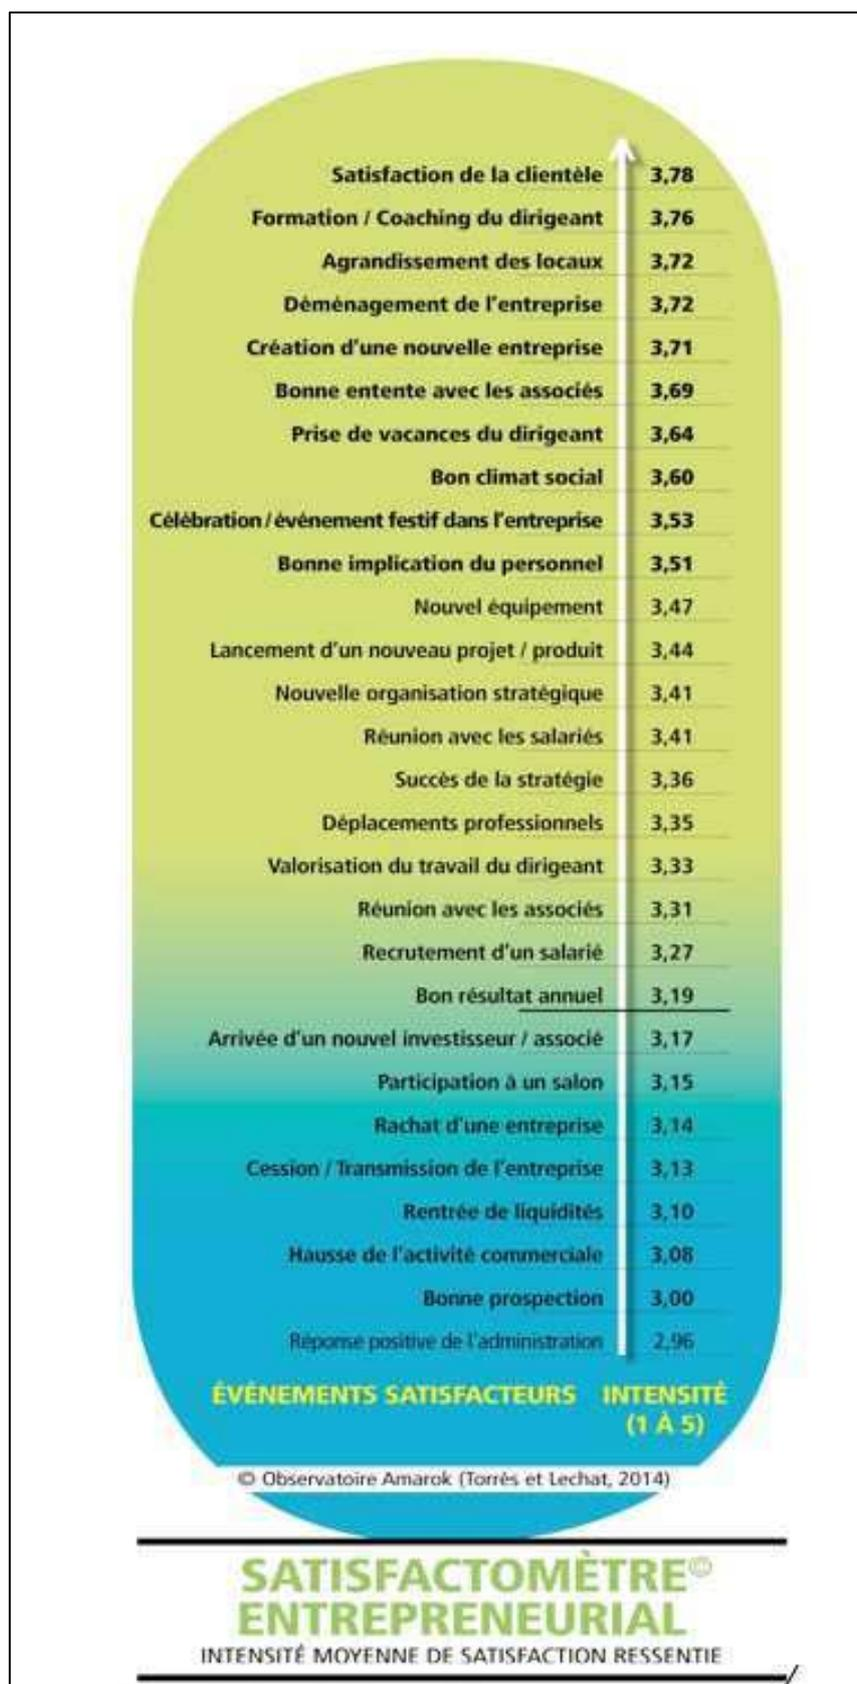 Satisfaction de la clientèle 3,78
Formation / Coaching du dirigeant 3,76
Agrandissement des locaux 3,72
Déménagement de l'entreprise 3,72
Création d'une nouvelle entreprise 3,71
Bonne entente avec les associés 3,69
Prise de vacances du dirigeant 3,64
Bon climat social 3,60
Célébration / événement festif dans l'entreprise 3,53
Bonne implication du personnel 3,51
Nouvel équipement 3,47
Lancement d'un nouveau projet / produit 3,44
Nouvelle organisation stratégique 3,41
Réunion avec les salariés 3,41
Succès de la stratégie 3,36
Déplacements professionnels 3,35
Valorisation du travail du dirigeant 3,33
Réunion avec les associés 3,31
Recrutement d'un salarié 3,27
Bon résultat annuel 3,19
Arrivée d'un nouvel investisseur / associé 3,17
Participation à un salon 3,15
Rachat d'une entreprise 3,14
Cession / Transmission de l'entreprise 3,13
Rentrée de liquidités 3,10
Hausse de l'activité commerciale 3,08
Bonne prospection 3,00
Réponse positive de l'administration 2,96
ÉVÉNEMENTS SATISFACTEURS INTENSITÉ
(1 À 5)
© Observatoire Amarok (Torrès et Lechat, 2014)
SATISFACTOMÈTRE©
ENTREPRENEURIAL
INTENSITÉ MOYENNE DE SATISFACTION RESSENTIE
/